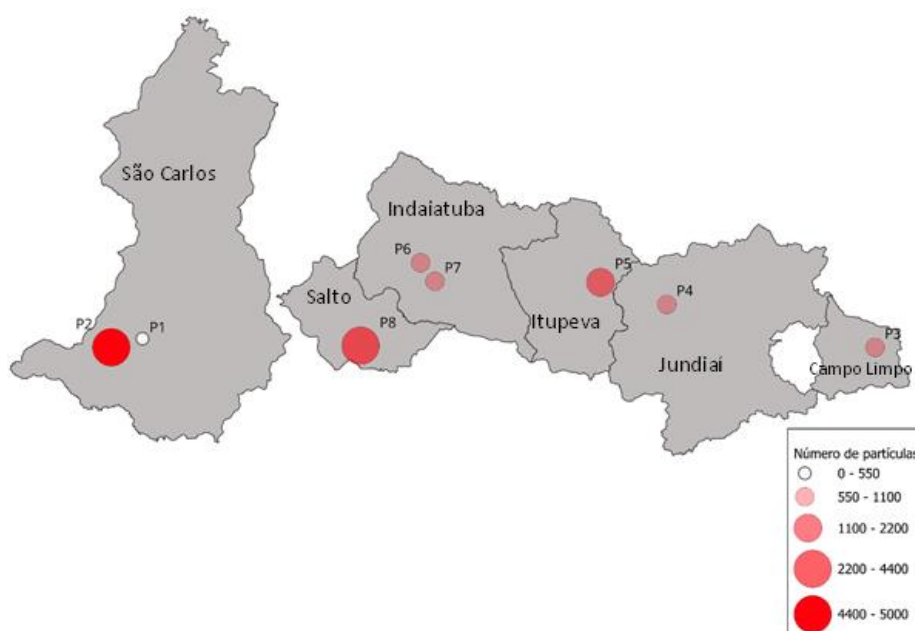 São Carlos
P2
P1
Indaiatuba
P6
P7
Salto
P8
P5
Itupeva
P4
Jundiaí
P3
Campo Limpo
Número de partículas
0 - 550
550 - 1100
1100 - 2200
2200 - 4400
4400 - 5000